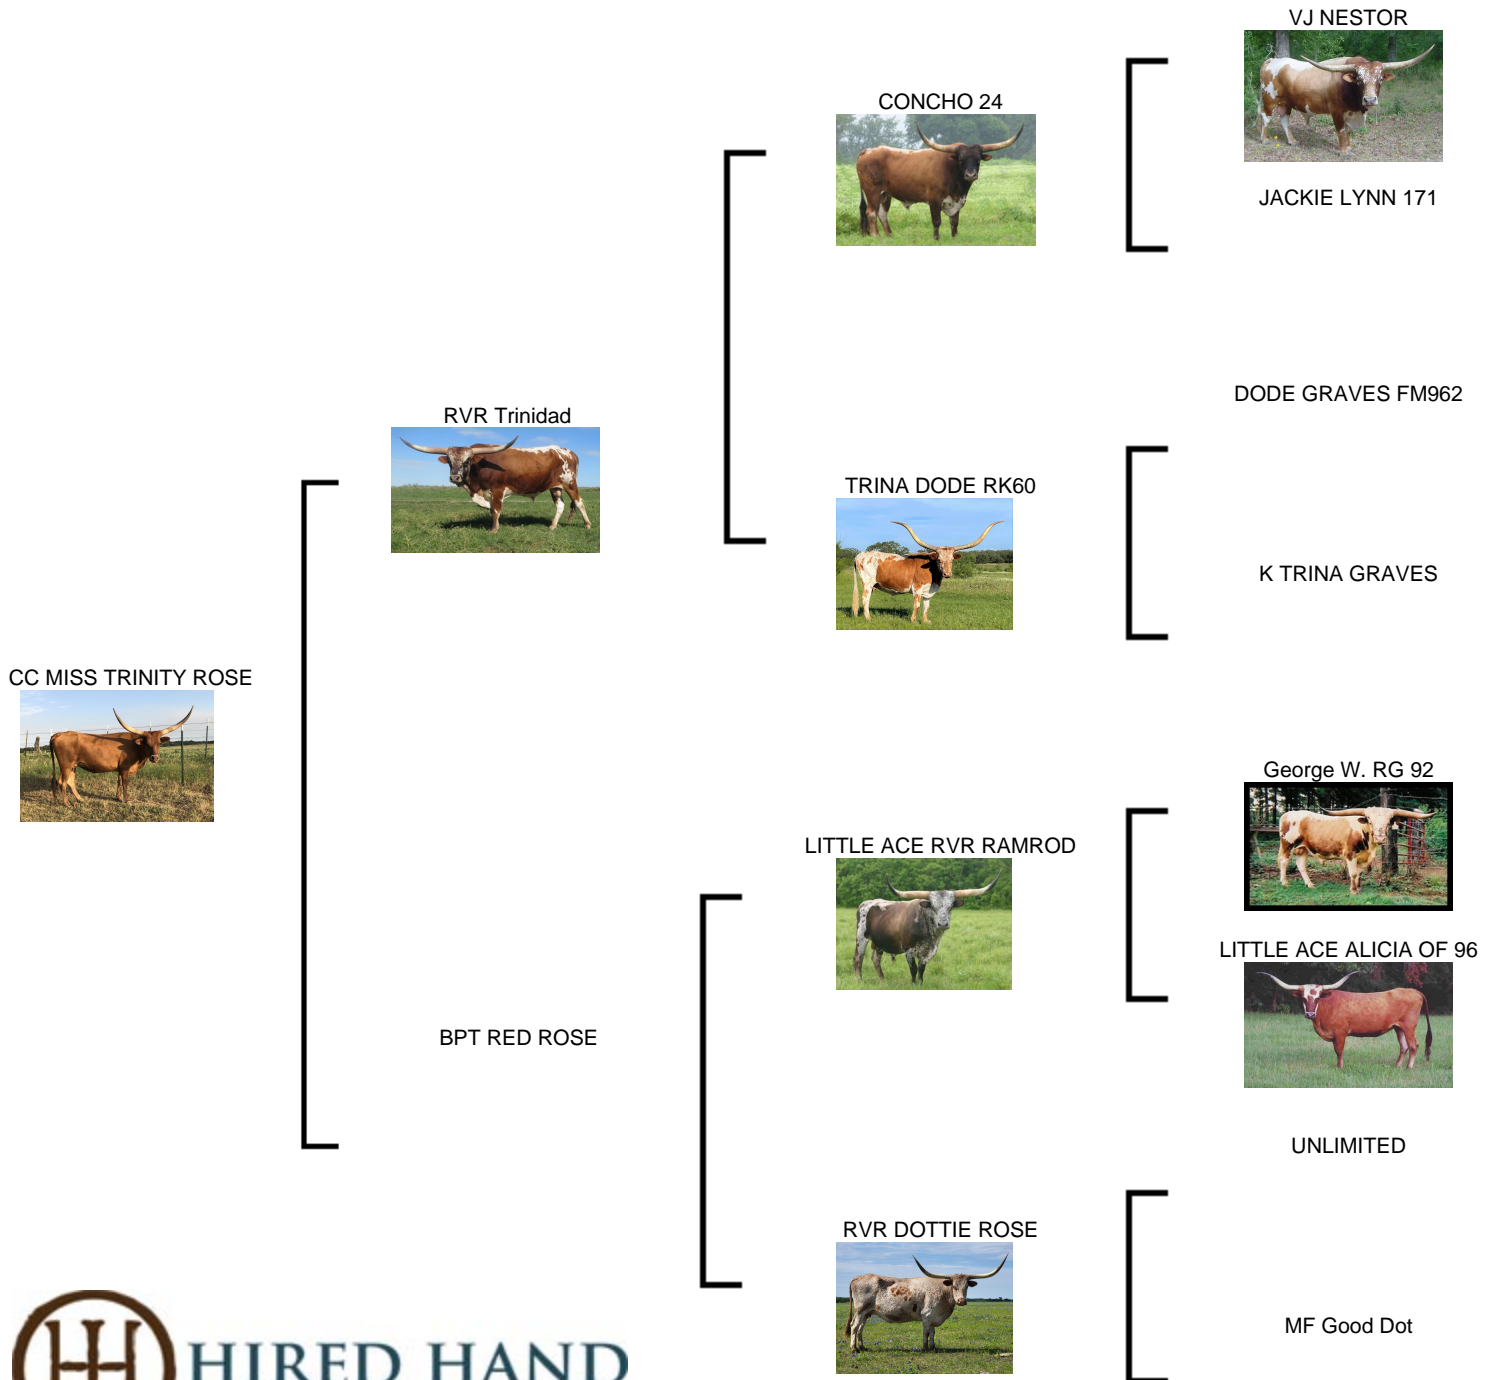 VJ NESTOR
CONCHO 24
JACKIE LYNN 171
DODE GRAVES FM962
RVR Trinidad
TRINA DODE RK60
K TRINA GRAVES
CC MISS TRINITY ROSE
George W. RG 92
LITTLE ACE RVR RAMROD
LITTLE ACE ALICIA OF 96
BPT RED ROSE
UNLIMITED
RVR DOTTIE ROSE
MF Good Dot
HIRED HAND